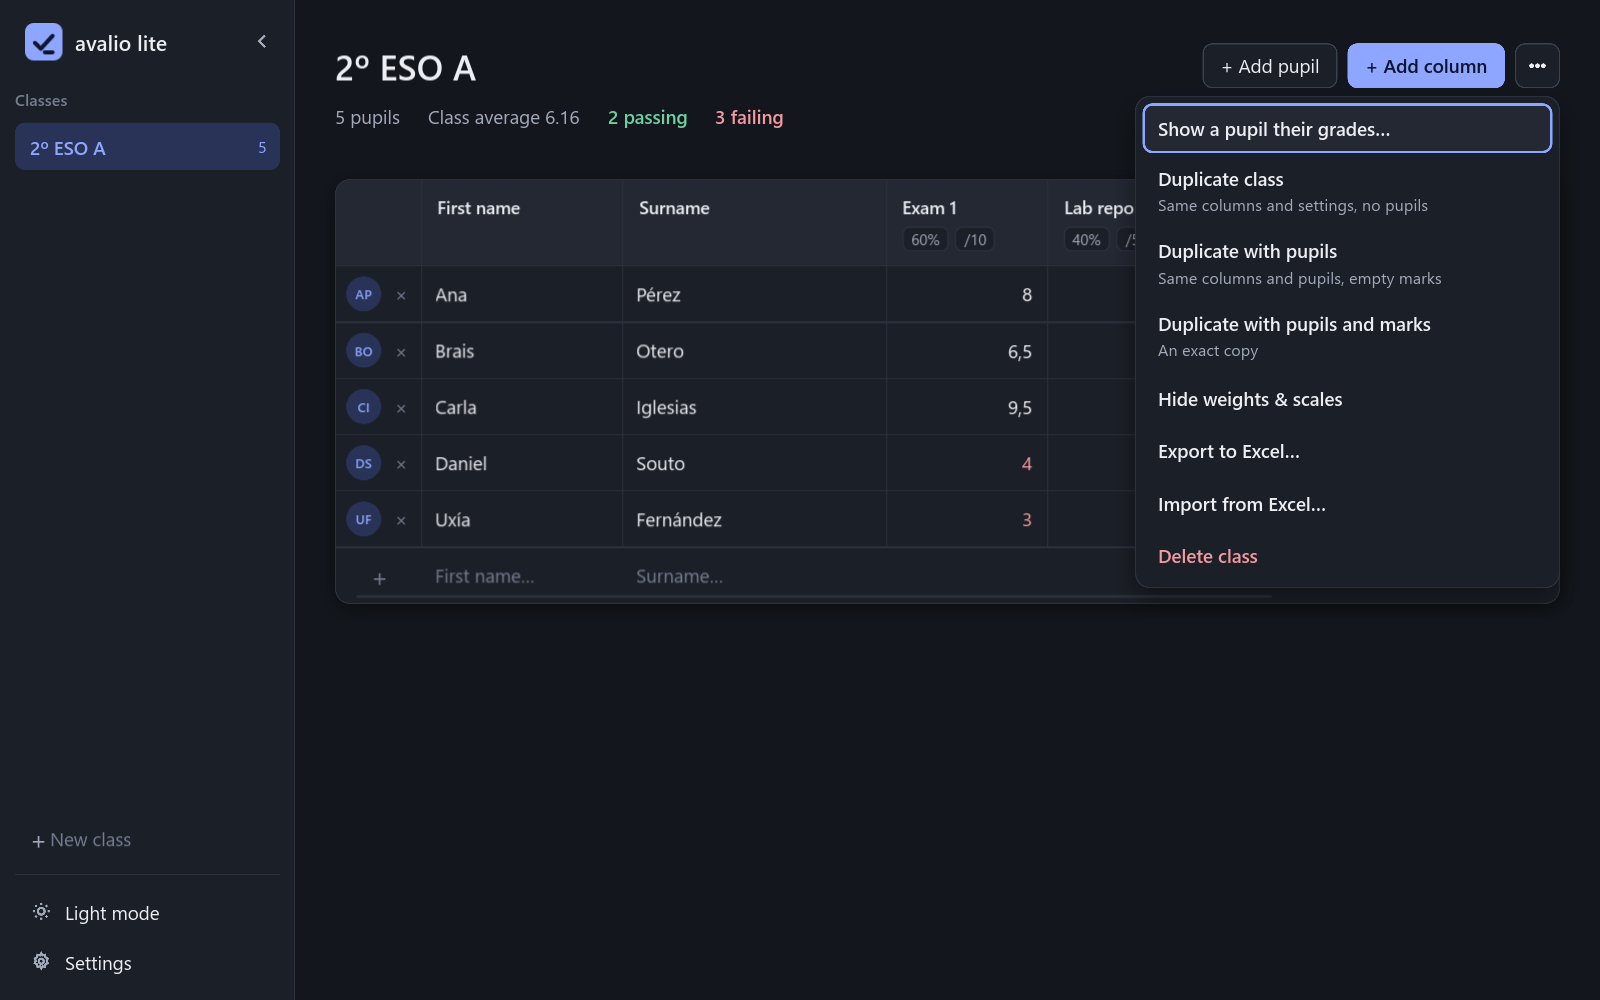 avalio lite
Classes
2º ESO A 5
+ New class
Light mode
Settings
2º ESO A
5 pupils Class average 6.16 2 passing 3 failing
+ Add pupil + Add column •••
First name Surname Exam 1 Lab repo
60% /10 40% /5
AP × Ana Pérez 8
BO × Brais Otero 6,5
CI × Carla Iglesias 9,5
DS × Daniel Souto 4
UF × Uxía Fernández 3
+ First name... Surname...
Show a pupil their grades...
Duplicate class
Same columns and settings, no pupils
Duplicate with pupils
Same columns and pupils, empty marks
Duplicate with pupils and marks
An exact copy
Hide weights & scales
Export to Excel...
Import from Excel...
Delete class